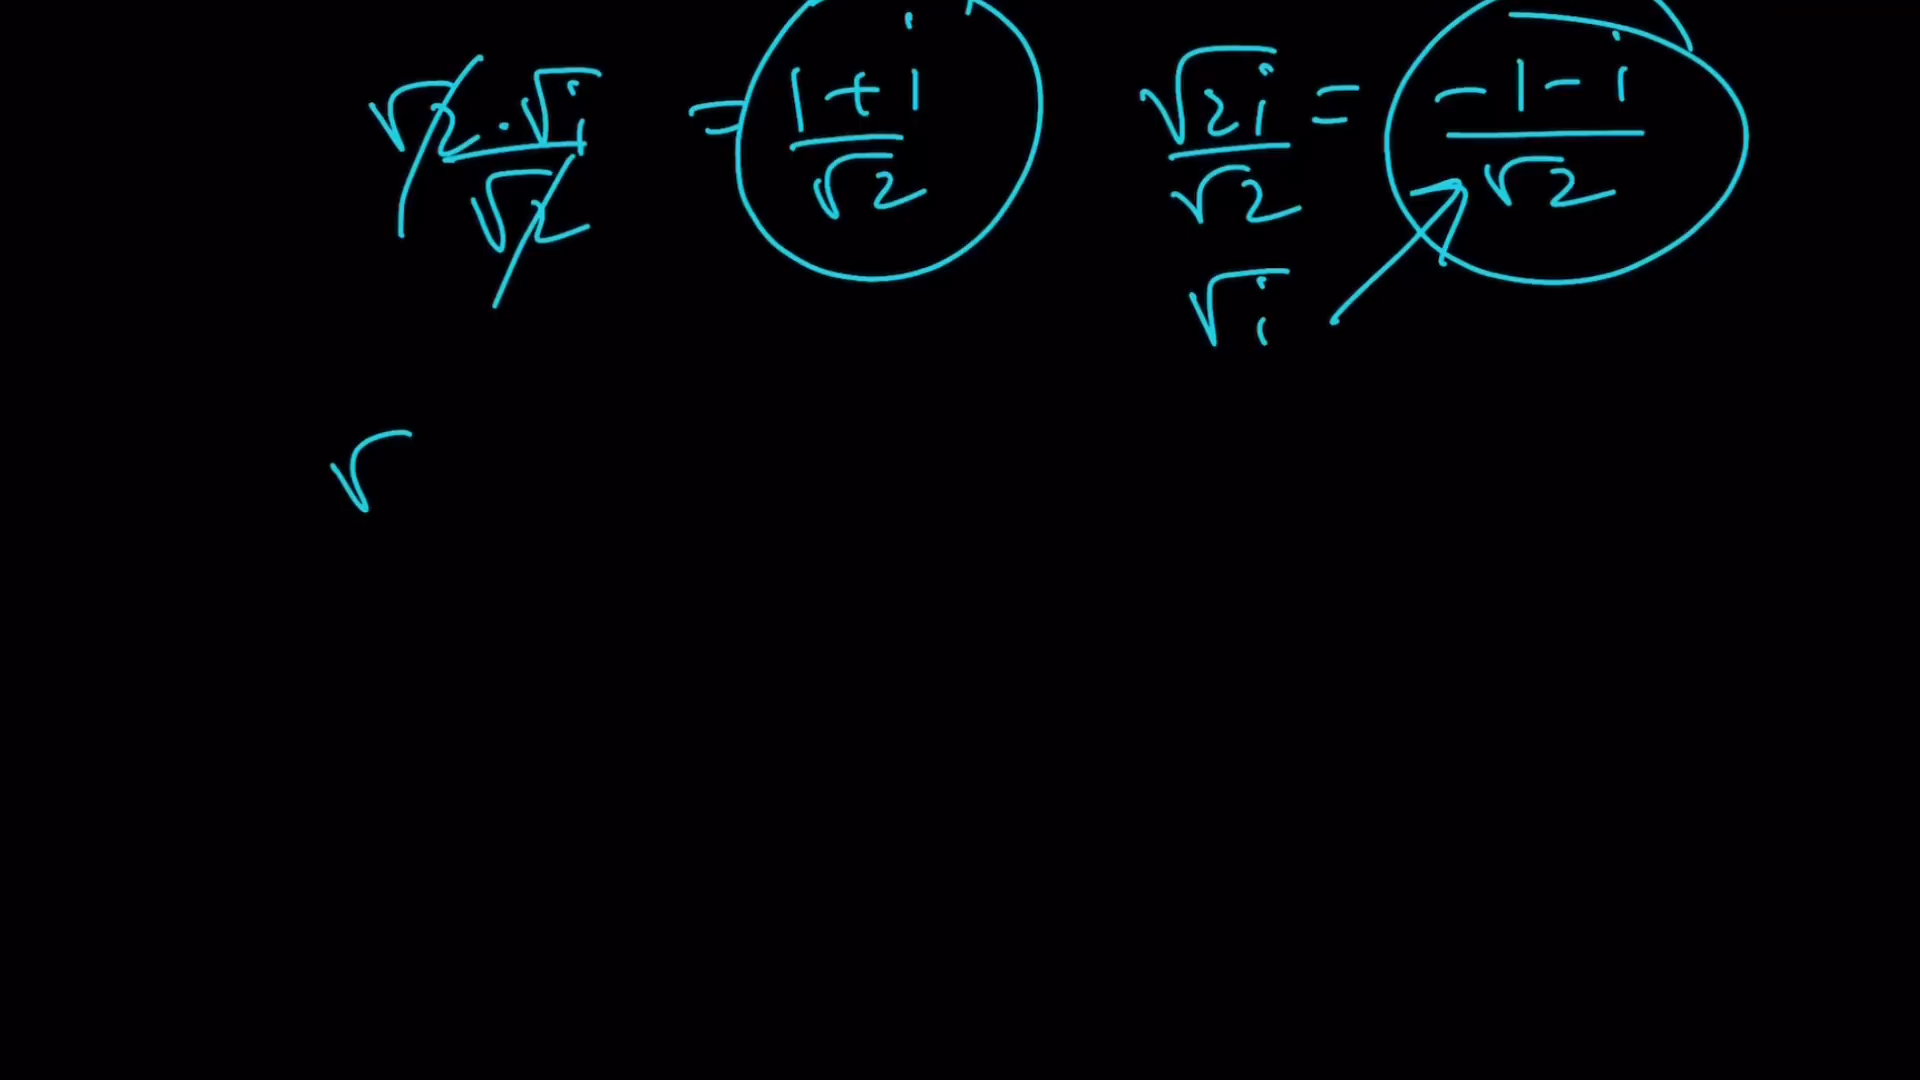 √2·√i / √2 = 1+i / √2    √2i / √2 = -1-i / √2
√i
√